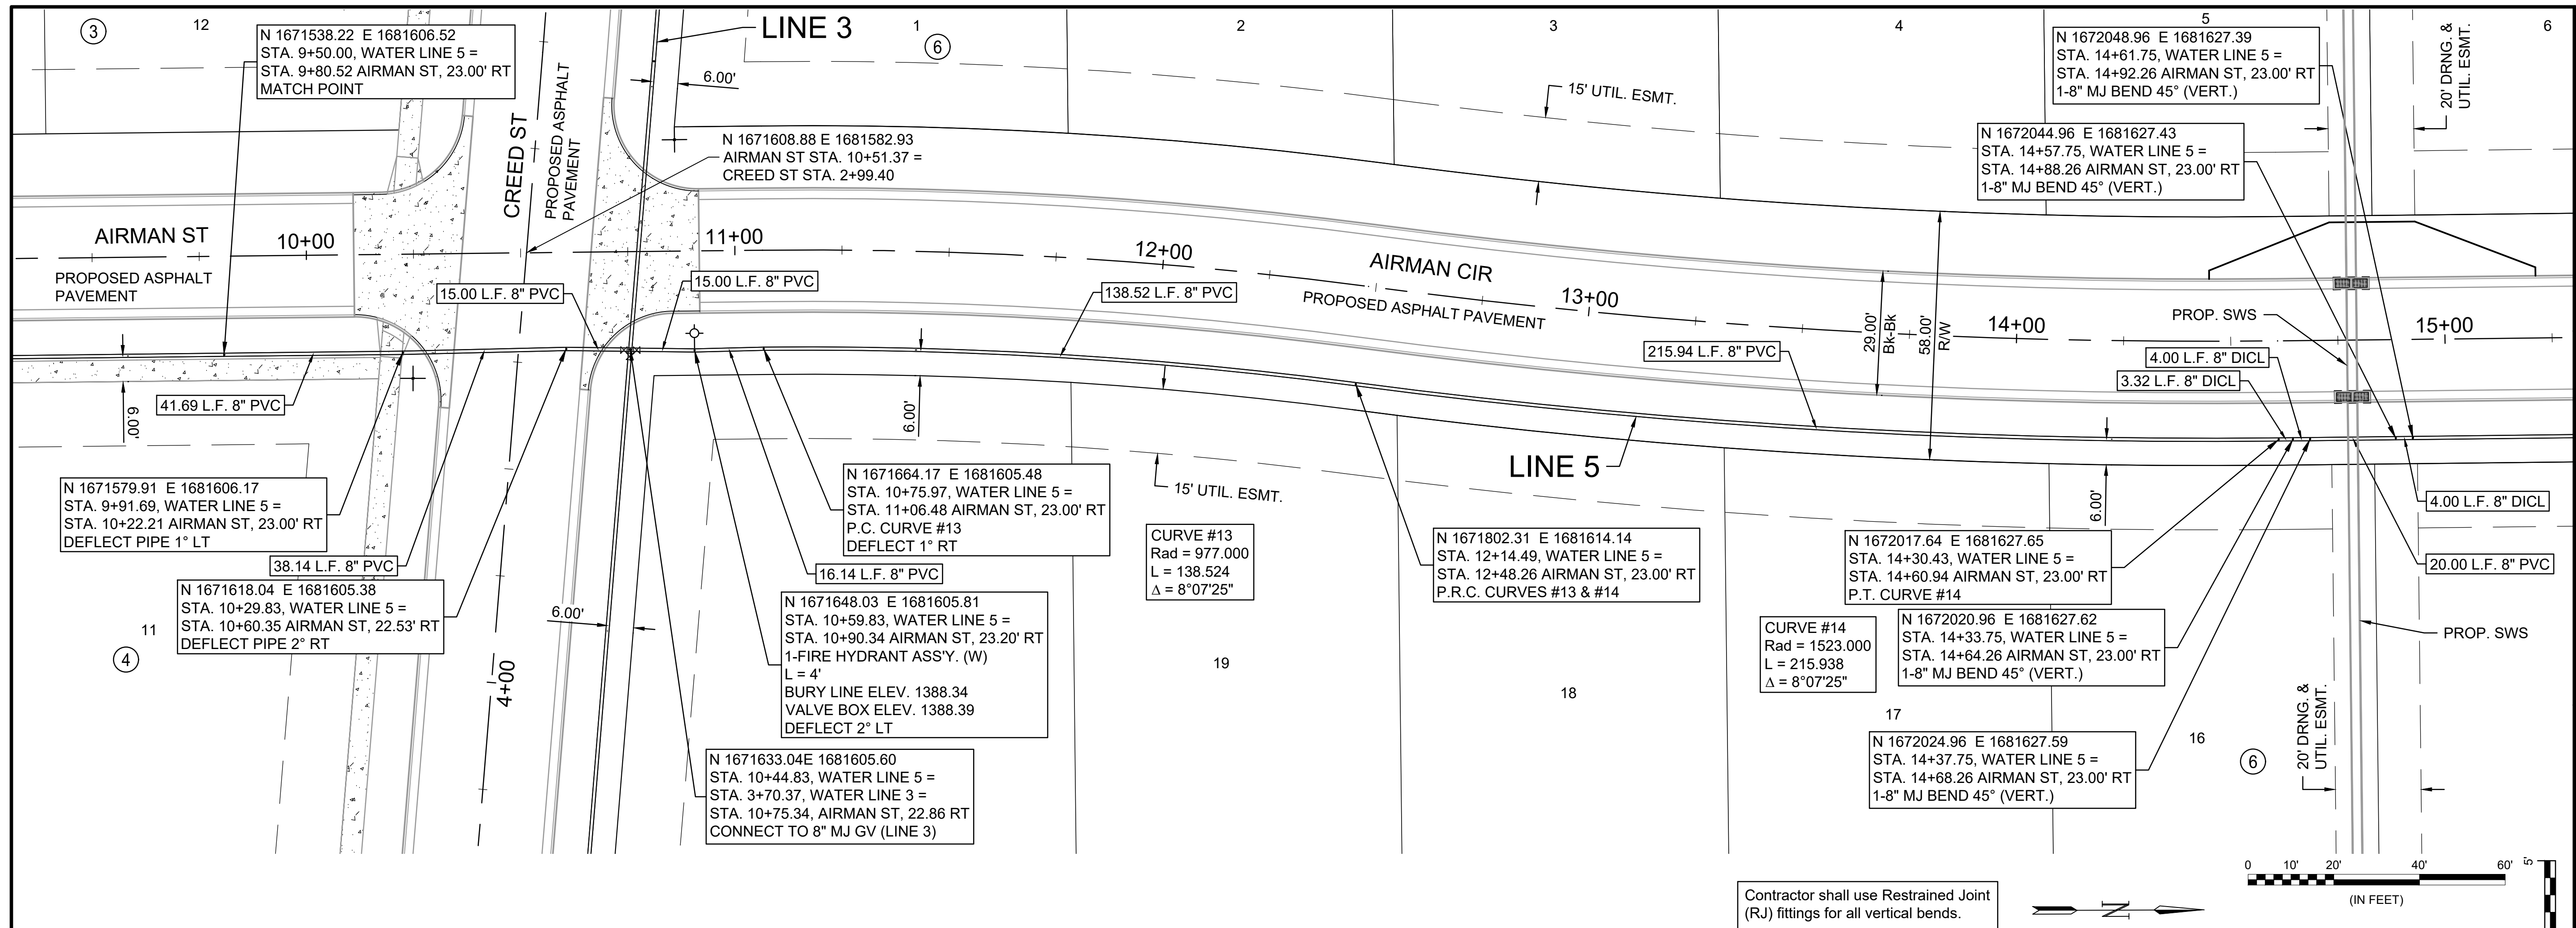 3
12
N 1671538.22  E 1681606.52
STA. 9+50.00, WATER LINE 5 =
STA. 9+80.52 AIRMAN ST, 23.00' RT
MATCH POINT
LINE 3
6.00'
1
6
2
3
4
5
6
15' UTIL. ESMT.
N 1672048.96  E 1681627.39
STA. 14+61.75, WATER LINE 5 =
STA. 14+92.26 AIRMAN ST, 23.00' RT
1-8" MJ BEND 45° (VERT.)
20' DRNG. &
UTIL. ESMT.
N 1672044.96  E 1681627.43
STA. 14+57.75, WATER LINE 5 =
STA. 14+88.26 AIRMAN ST, 23.00' RT
1-8" MJ BEND 45° (VERT.)
CREED ST
PROPOSED ASPHALT
PAVEMENT
N 1671608.88 E 1681582.93
AIRMAN ST STA. 10+51.37 =
CREED ST STA. 2+99.40
AIRMAN ST
10+00
PROPOSED ASPHALT
PAVEMENT
11+00
12+00
AIRMAN CIR
PROPOSED ASPHALT PAVEMENT
13+00
14+00
15+00
29.00'
Bk-Bk
58.00'
R/W
PROP. SWS
15.00 L.F. 8" PVC
15.00 L.F. 8" PVC
138.52 L.F. 8" PVC
215.94 L.F. 8" PVC
4.00 L.F. 8" DICL
3.32 L.F. 8" DICL
41.69 L.F. 8" PVC
6.00'
6.00'
6.00'
LINE 5
15' UTIL. ESMT.
N 1671579.91  E 1681606.17
STA. 9+91.69, WATER LINE 5 =
STA. 10+22.21 AIRMAN ST, 23.00' RT
DEFLECT PIPE 1° LT
38.14 L.F. 8" PVC
N 1671618.04  E 1681605.38
STA. 10+29.83, WATER LINE 5 =
STA. 10+60.35 AIRMAN ST, 22.53' RT
DEFLECT PIPE 2° RT
11
4
4+00
6.00'
N 1671664.17  E 1681605.48
STA. 10+75.97, WATER LINE 5 =
STA. 11+06.48 AIRMAN ST, 23.00' RT
P.C. CURVE #13
DEFLECT 1° RT
16.14 L.F. 8" PVC
N 1671648.03  E 1681605.81
STA. 10+59.83, WATER LINE 5 =
STA. 10+90.34 AIRMAN ST, 23.20' RT
1-FIRE HYDRANT ASS'Y. (W)
L = 4'
BURY LINE ELEV. 1388.34
VALVE BOX ELEV. 1388.39
DEFLECT 2° LT
N 1671633.04E 1681605.60
STA. 10+44.83, WATER LINE 5 =
STA. 3+70.37, WATER LINE 3 =
STA. 10+75.34, AIRMAN ST, 22.86 RT
CONNECT TO 8" MJ GV (LINE 3)
CURVE #13
Rad = 977.000
L = 138.524
Δ = 8°07'25"
N 1671802.31  E 1681614.14
STA. 12+14.49, WATER LINE 5 =
STA. 12+48.26 AIRMAN ST, 23.00' RT
P.R.C. CURVES #13 & #14
CURVE #14
Rad = 1523.000
L = 215.938
Δ = 8°07'25"
N 1672017.64  E 1681627.65
STA. 14+30.43, WATER LINE 5 =
STA. 14+60.94 AIRMAN ST, 23.00' RT
P.T. CURVE #14
N 1672020.96  E 1681627.62
STA. 14+33.75, WATER LINE 5 =
STA. 14+64.26 AIRMAN ST, 23.00' RT
1-8" MJ BEND 45° (VERT.)
N 1672024.96  E 1681627.59
STA. 14+37.75, WATER LINE 5 =
STA. 14+68.26 AIRMAN ST, 23.00' RT
1-8" MJ BEND 45° (VERT.)
4.00 L.F. 8" DICL
20.00 L.F. 8" PVC
PROP. SWS
19
18
17
16
6
20' DRNG. &
UTIL. ESMT.
Contractor shall use Restrained Joint
(RJ) fittings for all vertical bends.
N
0 10' 20' 40' 60'
(IN FEET)
5'